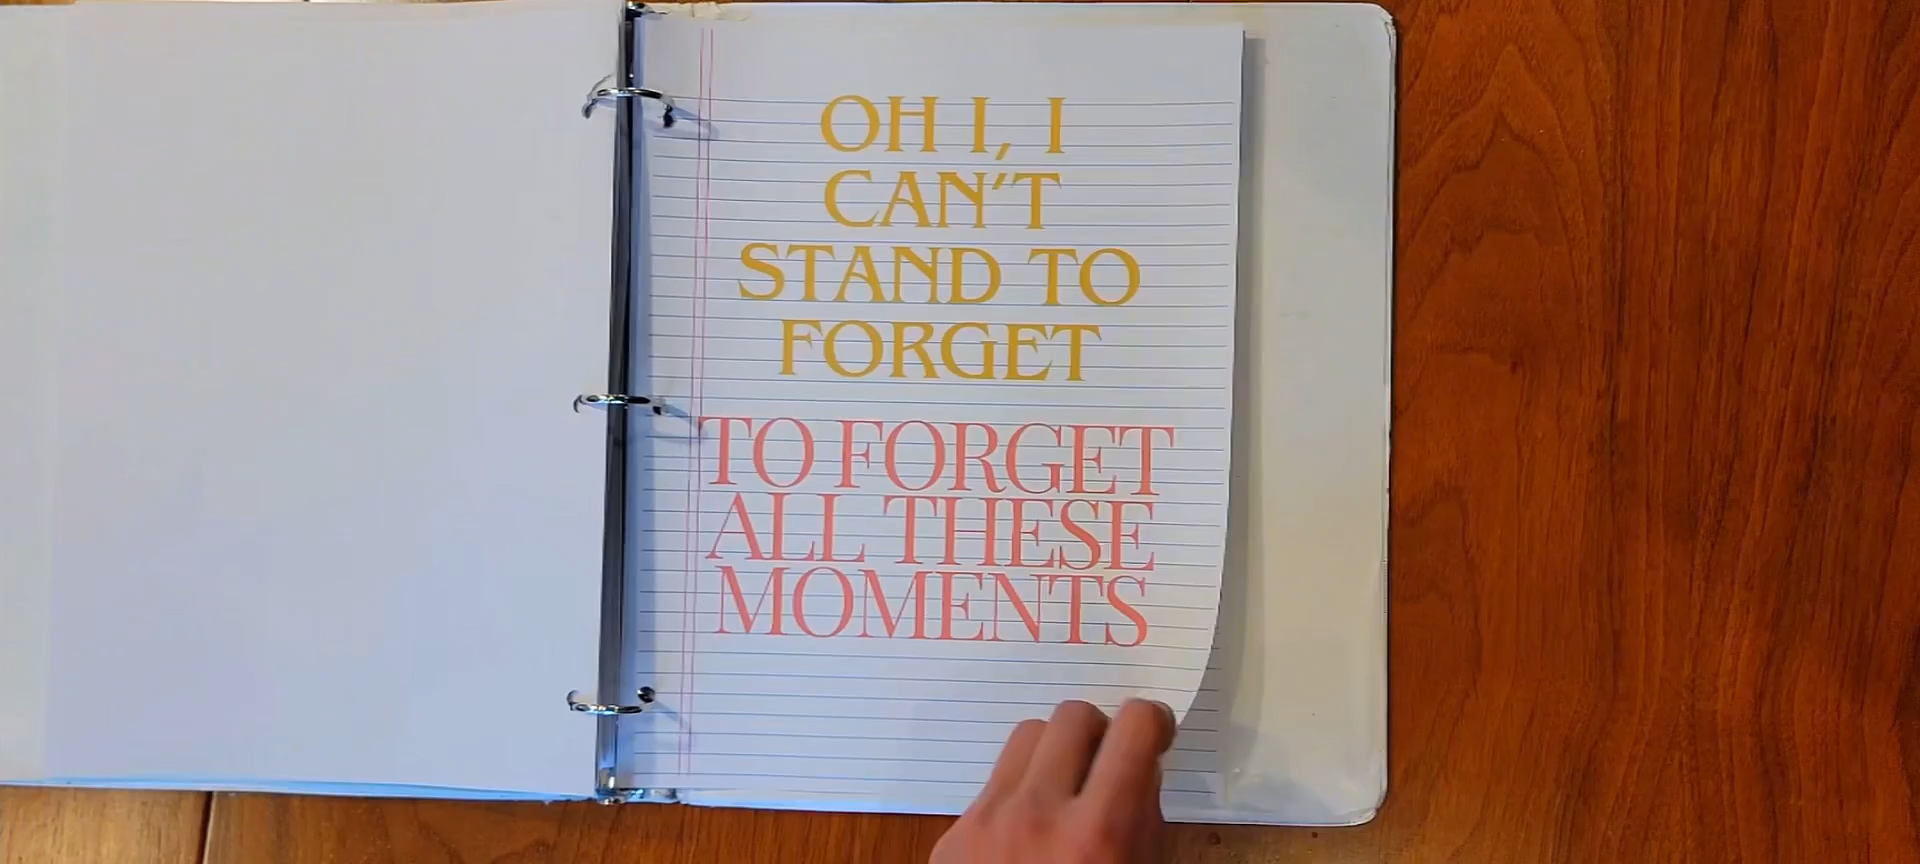 OH I, I
CAN'T
STAND TO
FORGET
TO FORGET
ALL THESE
MOMENTS